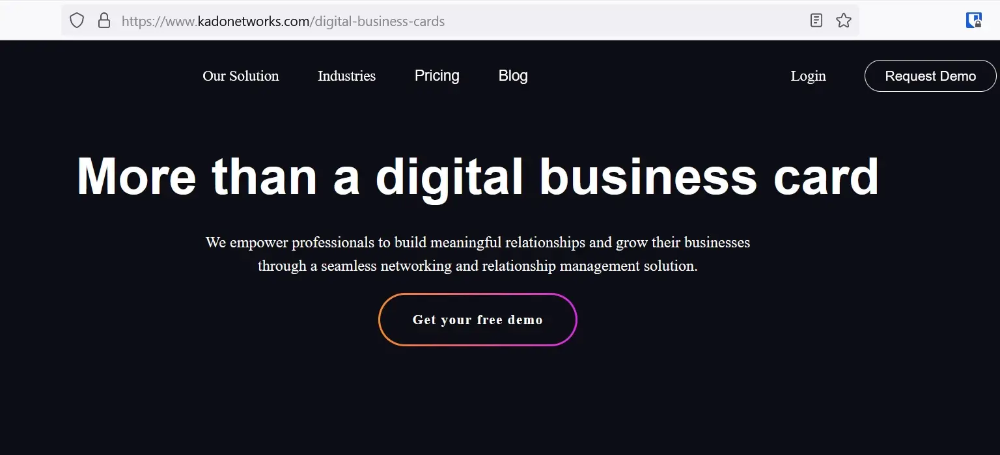 https://www.kadonetworks.com/digital-business-cards
Our Solution Industries Pricing Blog Login Request Demo
More than a digital business card
We empower professionals to build meaningful relationships and grow their businesses
through a seamless networking and relationship management solution.
Get your free demo